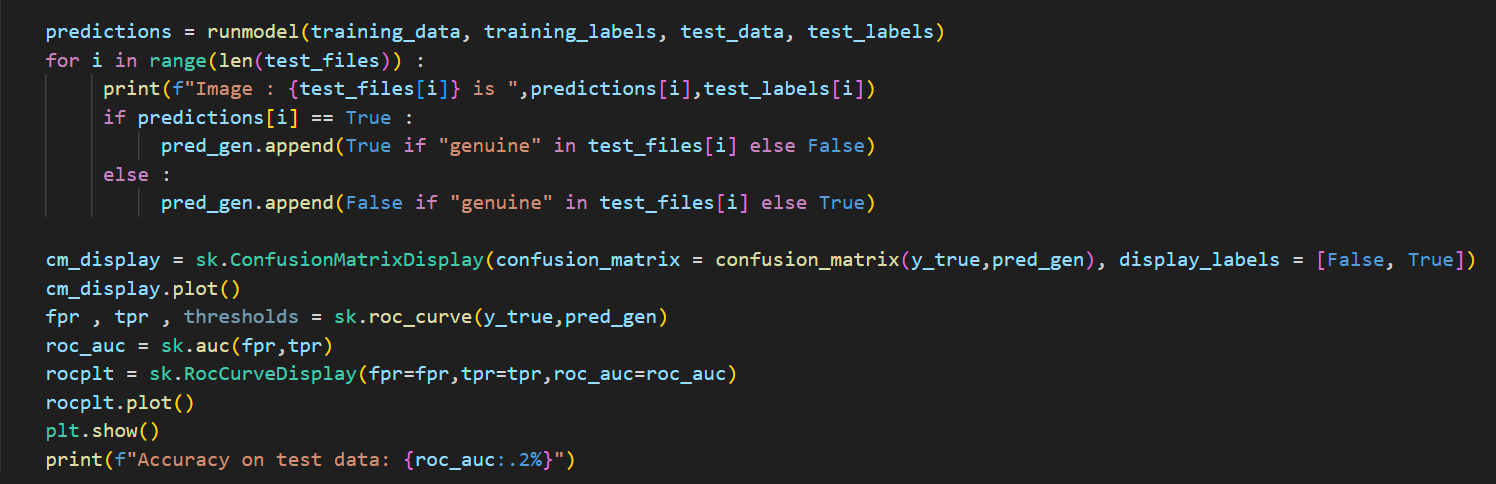 predictions = runmodel(training_data, training_labels, test_data, test_labels)
for i in range(len(test_files)) :
print(f"Image : {test_files[i]} is ",predictions[i],test_labels[i])
if predictions[i] == True :
pred_gen.append(True if "genuine" in test_files[i] else False)
else :
pred_gen.append(False if "genuine" in test_files[i] else True)
cm_display = sk.ConfusionMatrixDisplay(confusion_matrix = confusion_matrix(y_true,pred_gen), display_labels = [False, True])
cm_display.plot()
fpr , tpr , thresholds = sk.roc_curve(y_true,pred_gen)
roc_auc = sk.auc(fpr,tpr)
rocplt = sk.RocCurveDisplay(fpr=fpr,tpr=tpr,roc_auc=roc_auc)
rocplt.plot()
plt.show()
print(f"Accuracy on test data: {roc_auc:.2%}")